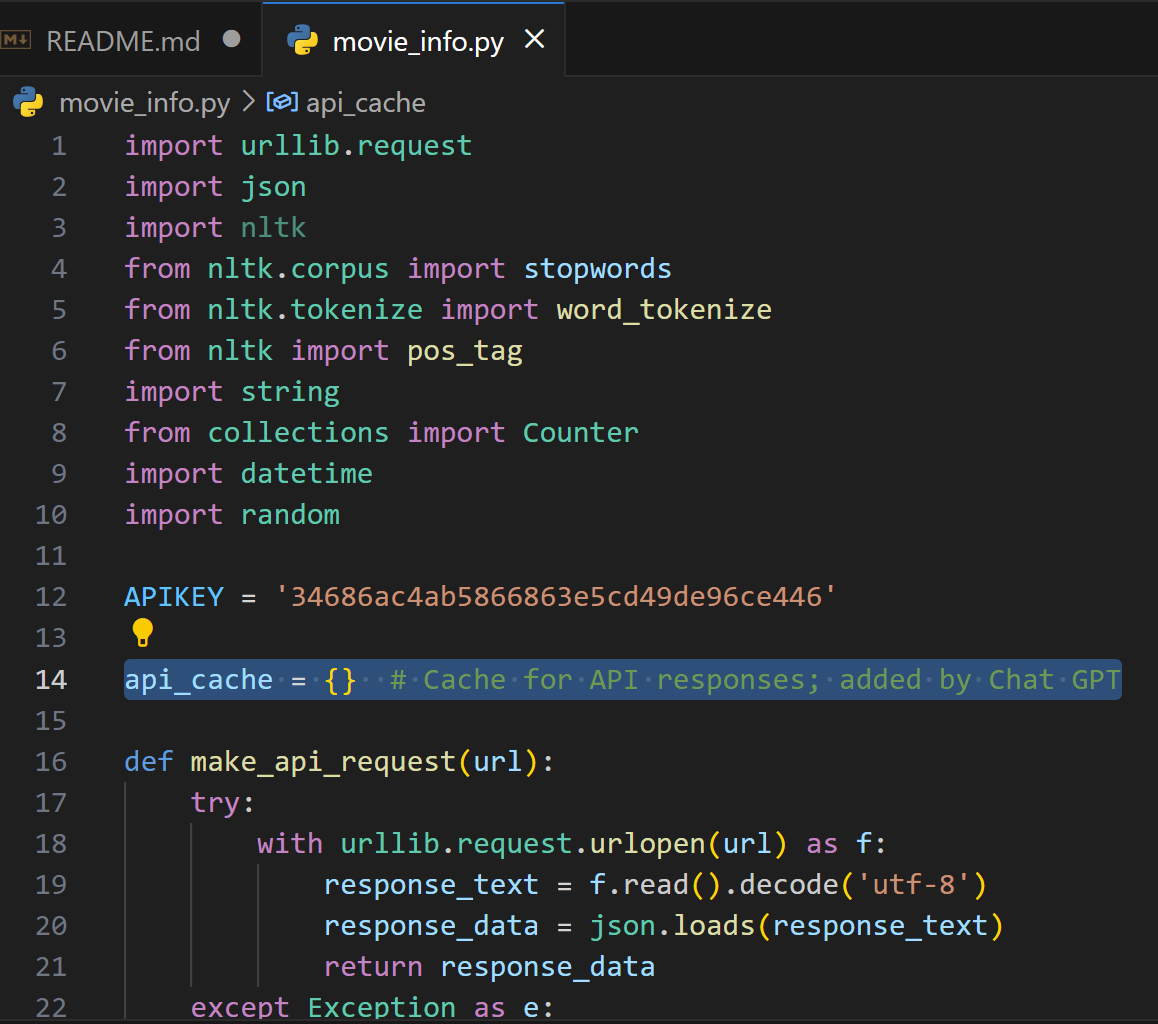 README.md
movie_info.py
movie_info.py > api_cache
1 import urllib.request
2 import json
3 import nltk
4 from nltk.corpus import stopwords
5 from nltk.tokenize import word_tokenize
6 from nltk import pos_tag
7 import string
8 from collections import Counter
9 import datetime
10 import random
11
12 APIKEY = '34686ac4ab5866863e5cd49de96ce446'
13
14 api_cache = {}  # Cache for API responses; added by Chat GPT
15
16 def make_api_request(url):
17     try:
18         with urllib.request.urlopen(url) as f:
19             response_text = f.read().decode('utf-8')
20             response_data = json.loads(response_text)
21             return response_data
22     except Exception as e: